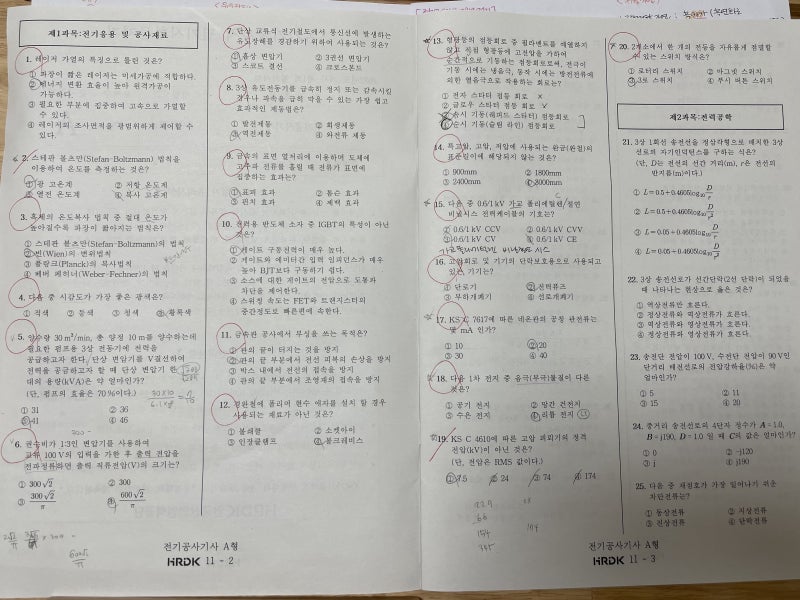 제1과목:전기응용 및 공사재료
1. 레이저 가열의 특징으로 틀린 것은?
① 파장이 짧은 레이저는 미세가공에 적합하다.
② 에너지 변환 효율이 높아 원격가공이
가능하다.
③ 필요한 부분에 집중하여 고속으로 가열할
수 있다.
④ 레이저의 조사면적을 광범위하게 제어할 수
있다.
2. 스테판 볼츠만(Stefan-Boltzmann) 법칙을
이용하여 온도를 측정하는 것은?
① 광 고온계 ② 저항 온도계
③ 열전 온도계 ④ 복사 고온계
3. 흑체의 온도복사 법칙 중 절대 온도가
높아질수록 파장이 짧아지는 법칙은?
① 스테판 볼츠만(Stefan-Boltzmann)의 법칙
② 빈(Wien)의 변위법칙
③ 플랑크(Planck)의 복사법칙
④ 베버 페히너(Weber-Fechner)의 법칙
4. 다음 중 시감도가 가장 좋은 광색은?
① 적색 ② 등색 ③ 청색 ④ 황록색
5. 양수량 30 m³/min, 총 양정 10 m를 양수하는데
필요한 펌프용 3상 전동기에 전력을
공급하고자 한다. 단상 변압기를 V결선하여
전력을 공급하고자 할 때 단상 변압기 한
대의 용량(kVA)은 약 얼마인가?
(단, 펌프의 효율은 70 %이다.)
① 31 ② 36
③ 41 ④ 46
6. 권수비가 1:3인 변압기를 사용하여
교류 100 V의 입력을 가한 후 출력 전압을
전파정류하면 출력 직류전압(V)의 크기는?
① 300√2 ② 300
③ 300√2/π ④ 600√2/π
7. 단상 교류식 전기철도에서 통신선에 발생하는
유도장해를 경감하기 위하여 사용되는 것은?
① 흡상 변압기 ② 3권선 변압기
③ 스코트 결선 ④ 크로스본드
8. 3상 유도전동기를 급속히 정지 또는 감속시킬
경우나 과속을 급히 막을 수 있는 가장 쉽고
효과적인 제동법은?
① 발전제동 ② 회생제동
③ 역전제동 ④ 와전류 제동
9. 금속의 표면 열처리에 이용하며 도체에
고주파 전류를 흘릴 때 전류가 표면에
집중하는 효과는?
① 표피 효과 ② 톰슨 효과
③ 핀치 효과 ④ 제벡 효과
10. 전력용 반도체 소자 중 IGBT의 특성이 아닌
것은?
① 게이트 구동전력이 매우 높다.
② 게이트와 에미터간 입력 임피던스가 매우
높아 BJT보다 구동하기 쉽다.
③ 소스에 대한 게이트의 전압으로 도통과
차단을 제어한다.
④ 스위칭 속도는 FET와 트랜지스터의
중간정도로 빠른편에 속한다.
11. 금속관 공사에서 부싱을 쓰는 목적은?
① 관의 끝이 터지는 것을 방지
② 관의 끝 부분에서 전선 피복의 손상을 방지
③ 박스 내에서 전선의 접속을 방지
④ 관의 끝 부분에서 조영재의 접속을 방지
12. 장간완에 폴리머 현수 애자를 설치 할 경우
사용되는 재료가 아닌 것은?
① 볼쇄클 ② 소켓아이
③ 인장클램프 ④ 볼크레비스
전기공사기사 A형
HRDK 11 - 2
13. 형광등의 점등회로 중 필라멘트를 예열하지
않고 직접 형광등에 고전압을 가하여
순간적으로 기동하는 점등회로로써, 전극이
기동 시에는 냉음극, 동작 시에는 방전전류에
의한 열음극으로 작용하는 회로는?
① 전자 스타터 점등 회로
② 글로우 스타터 점등회로
③ 속시 기동(래피드 스타터) 점등회로
④ 순시 기동(슬림 라인) 점등회로
14. 특고압, 고압, 저압에 사용되는 완금(완철)의
표준길이에 해당되지 않는 것은?
① 900mm ② 1800mm
③ 2400mm ④ 3000mm
15. 다음 중 0.6/1 kV 가교 폴리에틸렌/절연
비닐시스 전력케이블의 기호는?
① 0.6/1 kV CCV ② 0.6/1 kV CVV
③ 0.6/1 kV CV ④ 0.6/1 kV CE
16. 고압회로 및 기기의 단락보호용으로 사용되고
있는 기기는?
① 단로기 ② 전력퓨즈
③ 부하개폐기 ④ 선로개폐기
17. KS C 7617에 따른 네온관의 공칭 관전류는
몇 mA 인가?
① 10 ② 20
③ 30 ④ 40
18. 다음 1차 전지 중 음극(부극)물질이 다른
것은?
① 공기 전지 ② 망간 건전지
③ 수은 전지 ④ 리튬 전지
19. KS C 4610에 따른 고압 피뢰기의 정격
전압(kV)이 아닌 것은?
(단, 전압은 RMS 값이다.)
① 7.5 ② 24 ③ 74 ④ 174
20. 2개소에서 한 개의 전등을 자유롭게 점멸할
수 있는 스위치 방식은?
① 로터리 스위치 ② 마그넷 스위치
③ 3로 스위치 ④ 푸시 버튼 스위치
제2과목:전력공학
21. 3상 1회선 송전선을 정삼각형으로 배치한 3상
선로의 자기인덕턴스를 구하는 식은?
(단, D는 전선의 선간 거리(m), r은 전선의
반지름(m)이다.)
① L = 0.5 + 0.4605log₁₀ D/r
② L = 0.5 + 0.4605log₁₀ D/r²
③ L = 0.05 + 0.4605log₁₀ D/r
④ L = 0.05 + 0.4605log₁₀ D/r²
22. 3상 송전선로가 선간단락(2선 단락)이 되었을
때 나타나는 현상으로 옳은 것은?
① 역상전류만 흐른다.
② 정상전류와 역상전류가 흐른다.
③ 역상전류와 영상전류가 흐른다.
④ 정상전류와 영상전류가 흐른다.
23. 송전단 전압이 100 V, 수전단 전압이 90 V인
단거리 배전선로의 전압강하율(%)은 약
얼마인가?
① 5 ② 11
③ 15 ④ 20
24. 중거리 송전선로의 4단자 정수가 A = 1.0,
B = j190, D = 1.0 일 때 C의 값은 얼마인가?
① 0 ② -j120
③ j ④ j190
25. 다음 중 재점호가 가장 일어나기 쉬운
차단전류는?
① 동상전류 ② 지상전류
③ 진상전류 ④ 단락전류
전기공사기사 A형
HRDK 11 - 3